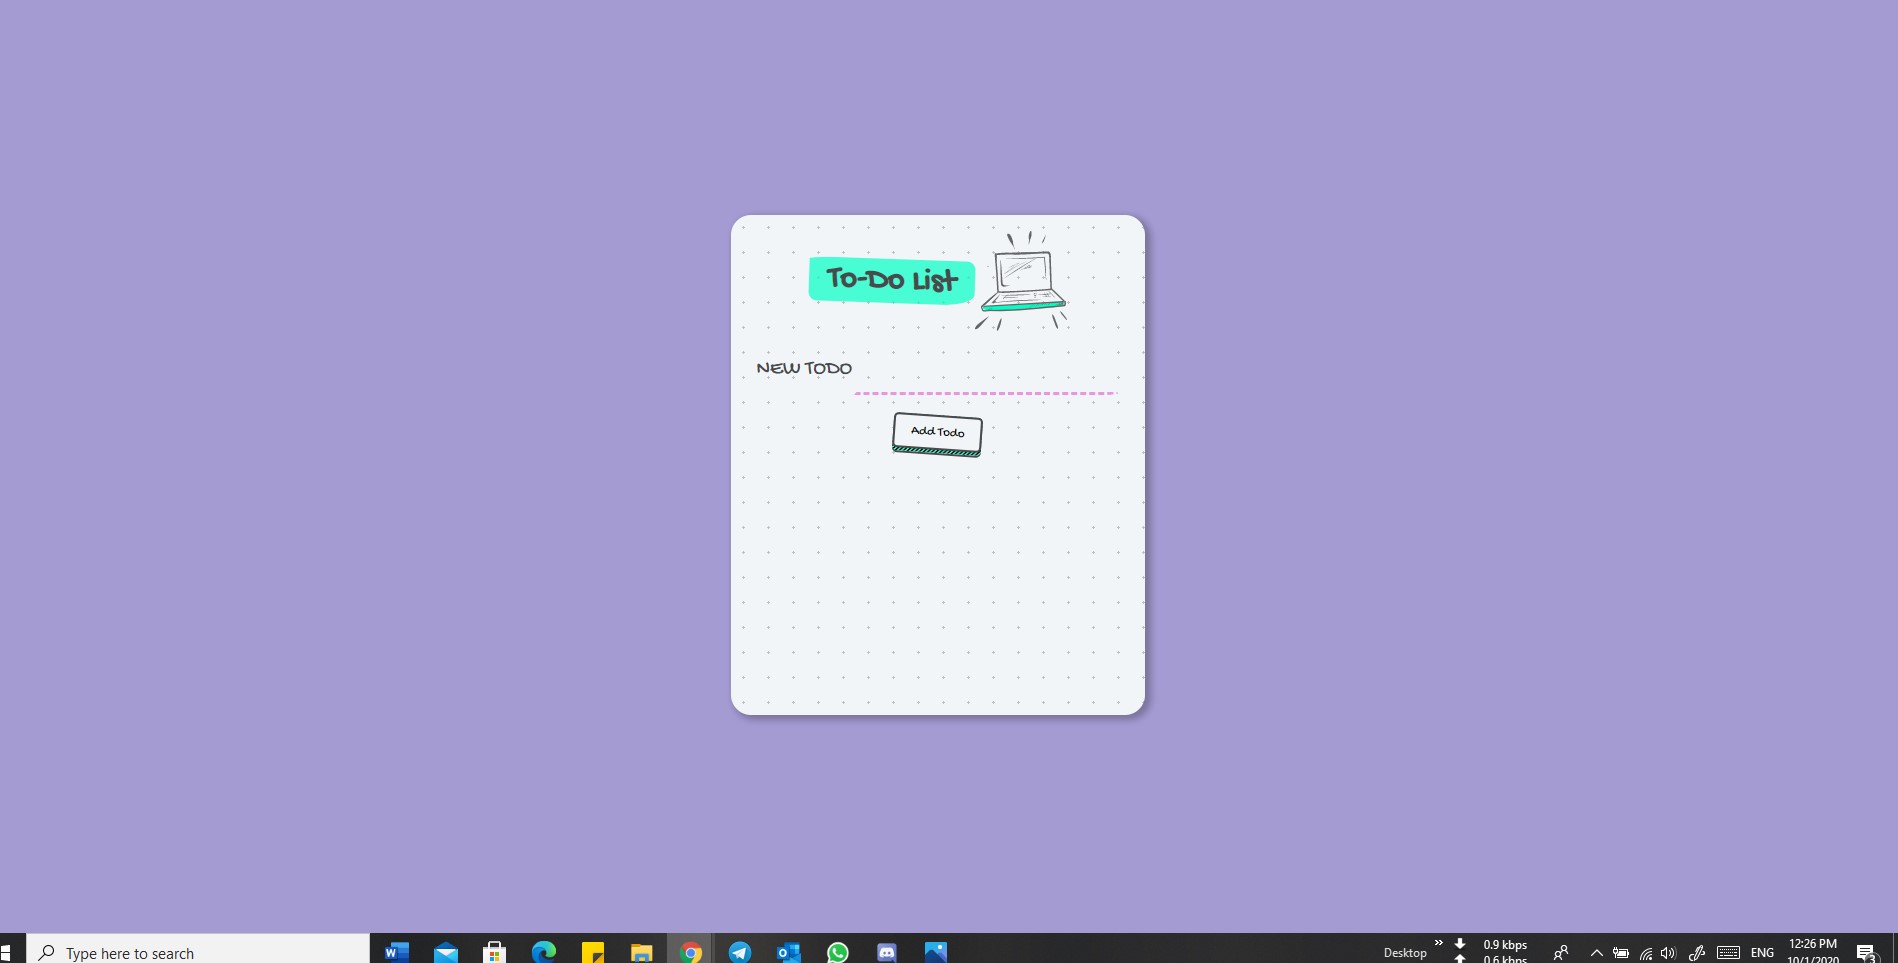 To-Do List
NEW TODO
Add Todo
Type here to search
Desktop
0.9 kbps
0.6 kbps
ENG
12:26 PM
10/1/2020
3